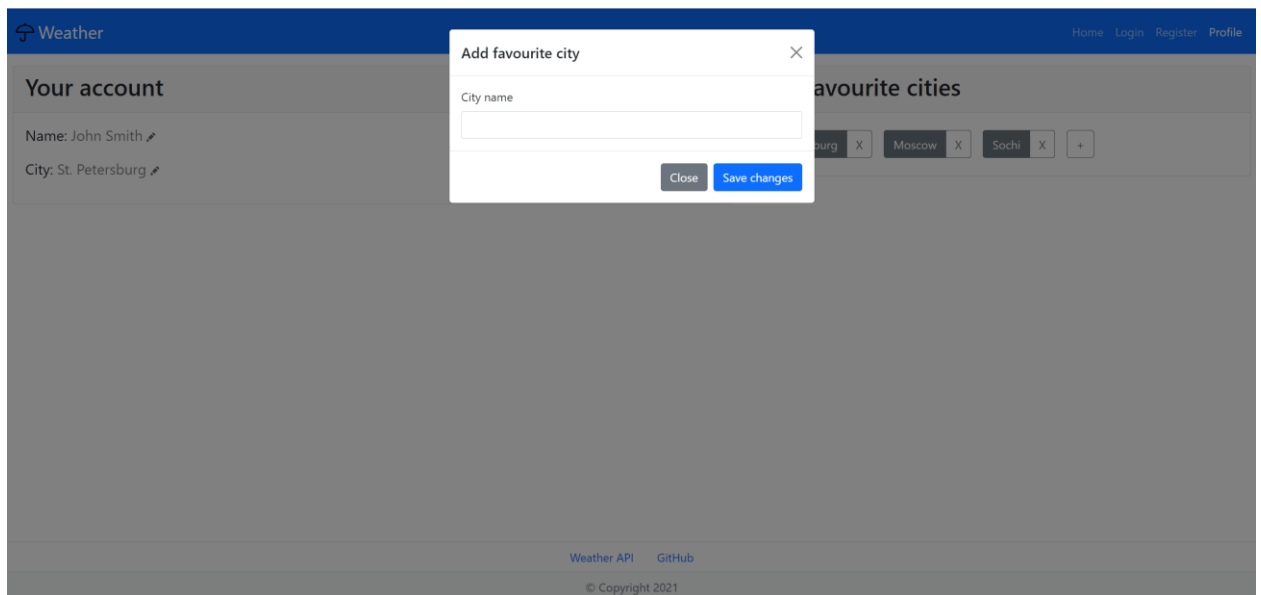 Weather
Home Login Register Profile
Add favourite city
City name
Close Save changes
Your account
Name: John Smith
City: St. Petersburg
avourite cities
burg X Moscow X Sochi X +
Weather API GitHub
© Copyright 2021